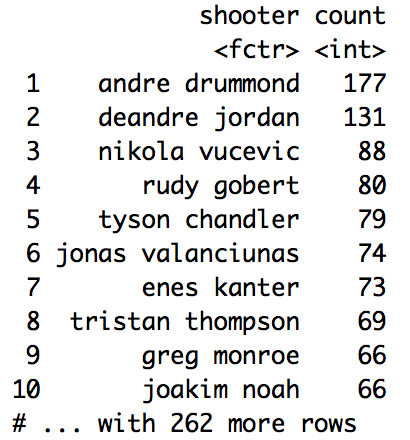 shooter count
<fctr> <int>
1 andre drummond 177
2 deandre jordan 131
3 nikola vucevic 88
4 rudy gobert 80
5 tyson chandler 79
6 jonas valanciunas 74
7 enes kanter 73
8 tristan thompson 69
9 greg monroe 66
10 joakim noah 66
# ... with 262 more rows